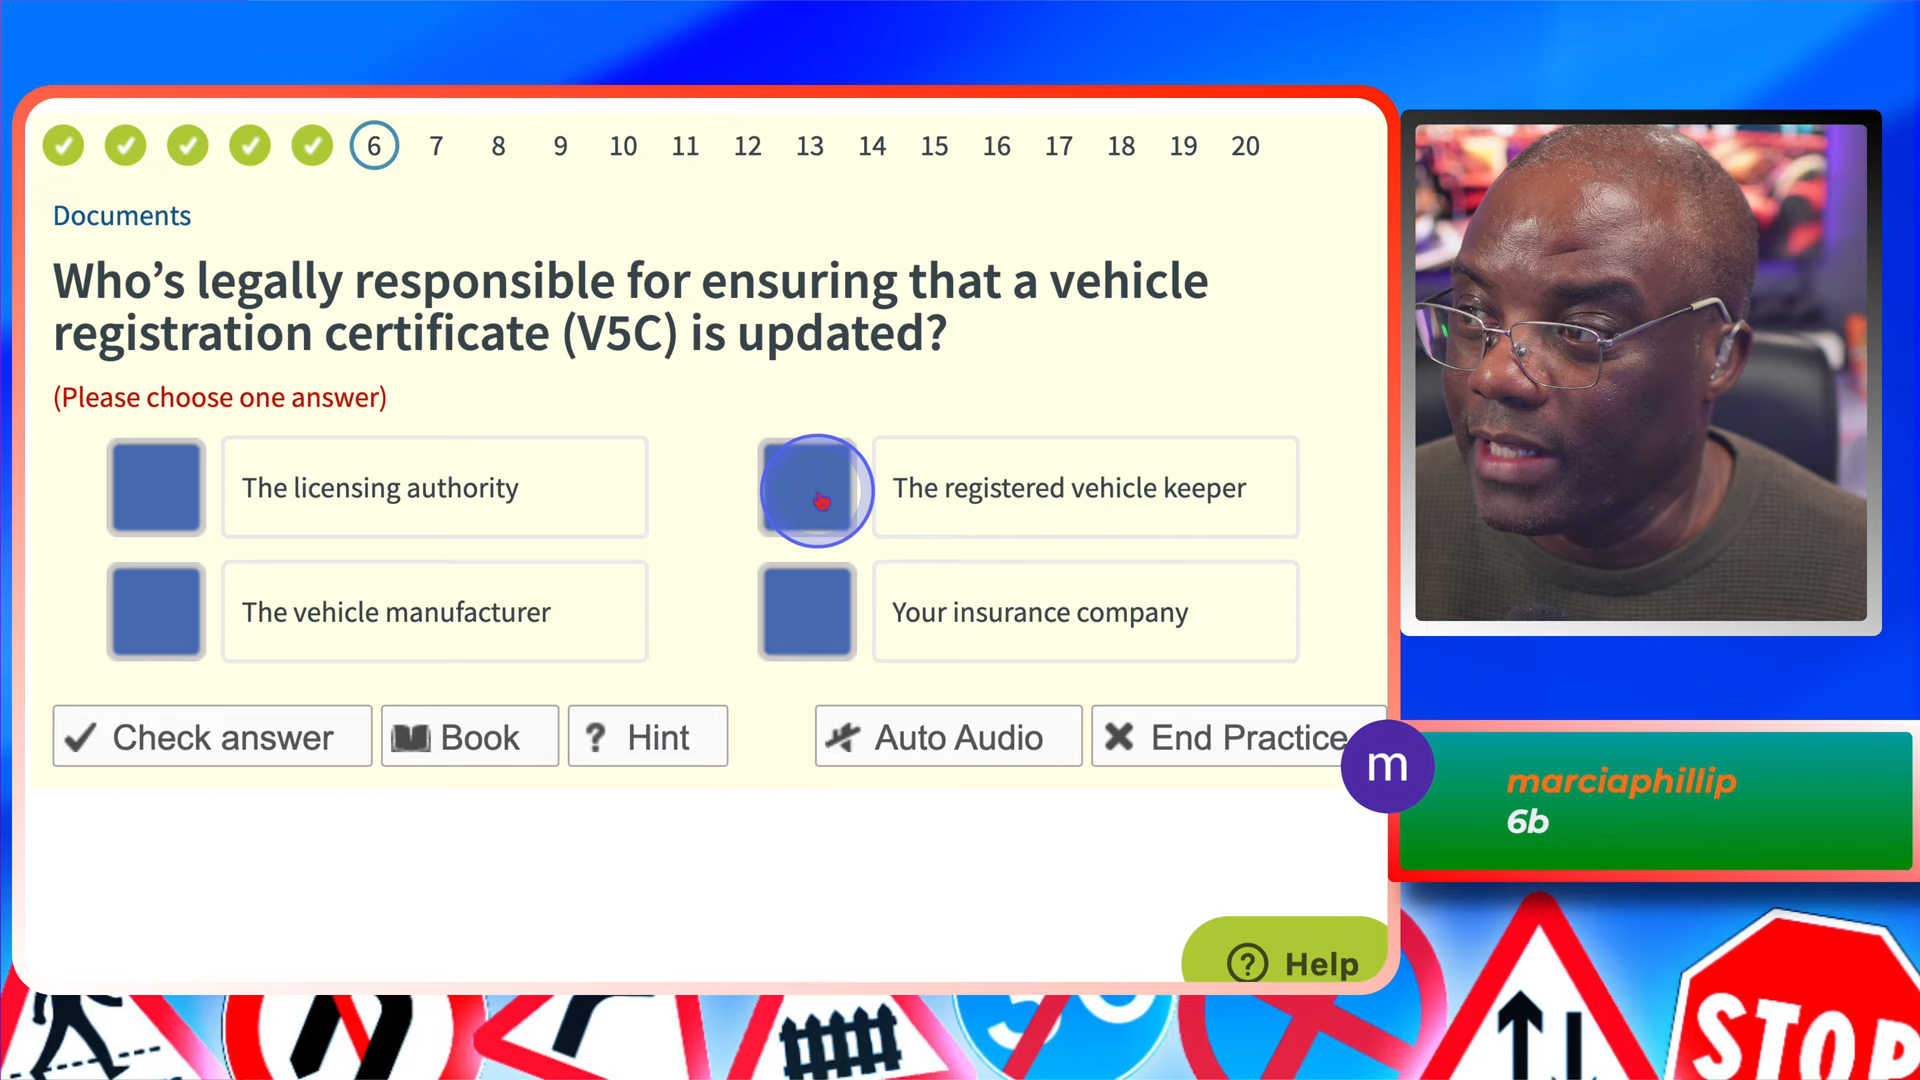 6 7 8 9 10 11 12 13 14 15 16 17 18 19 20
Documents
Who's legally responsible for ensuring that a vehicle
registration certificate (V5C) is updated?
(Please choose one answer)
The licensing authority
The registered vehicle keeper
The vehicle manufacturer
Your insurance company
Check answer
Book
? Hint
Auto Audio
End Practice
m
marciaphillip
6b
? Help
STOP